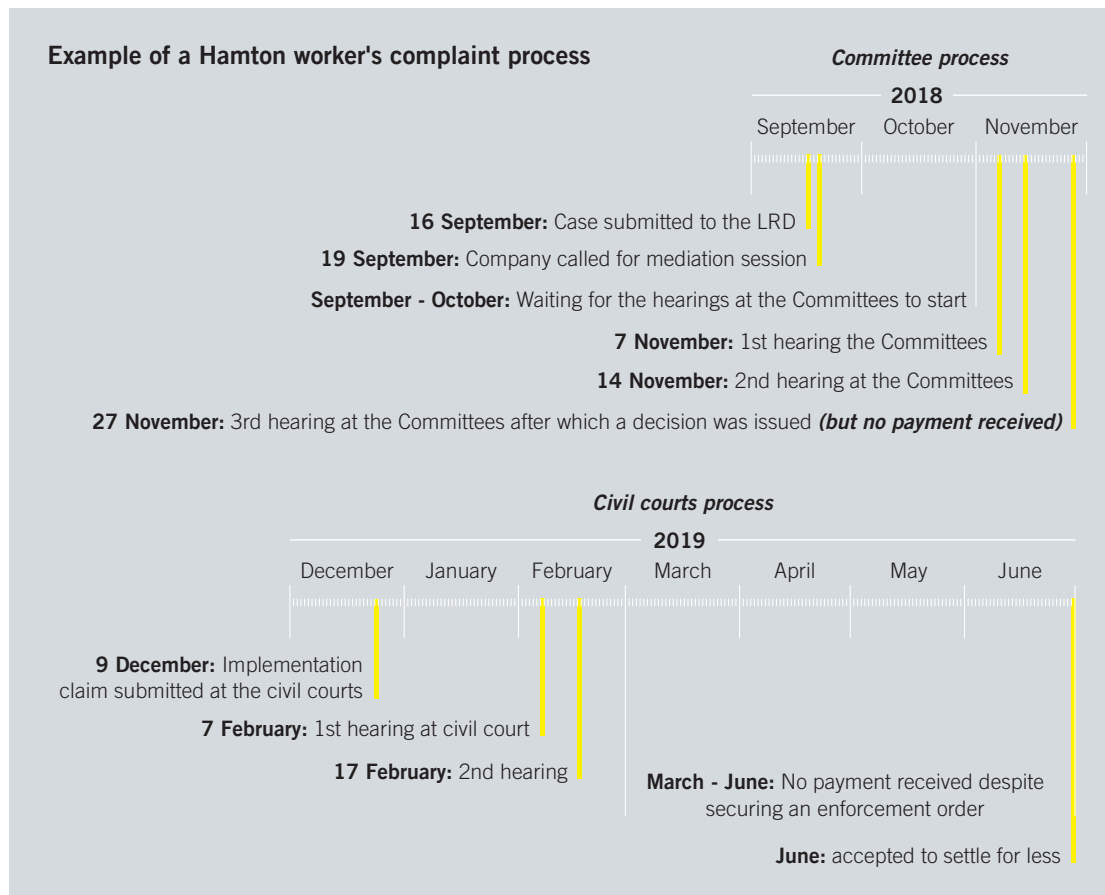 Example of a Hamton worker's complaint process
Committee process
2018
September October November
16 September: Case submitted to the LRD
19 September: Company called for mediation session
September - October: Waiting for the hearings at the Committees to start
7 November: 1st hearing the Committees
14 November: 2nd hearing at the Committees
27 November: 3rd hearing at the Committees after which a decision was issued (but no payment received)
Civil courts process
2019
December January February March April May June
9 December: Implementation
claim submitted at the civil courts
7 February: 1st hearing at civil court
17 February: 2nd hearing
March - June: No payment received despite
securing an enforcement order
June: accepted to settle for less